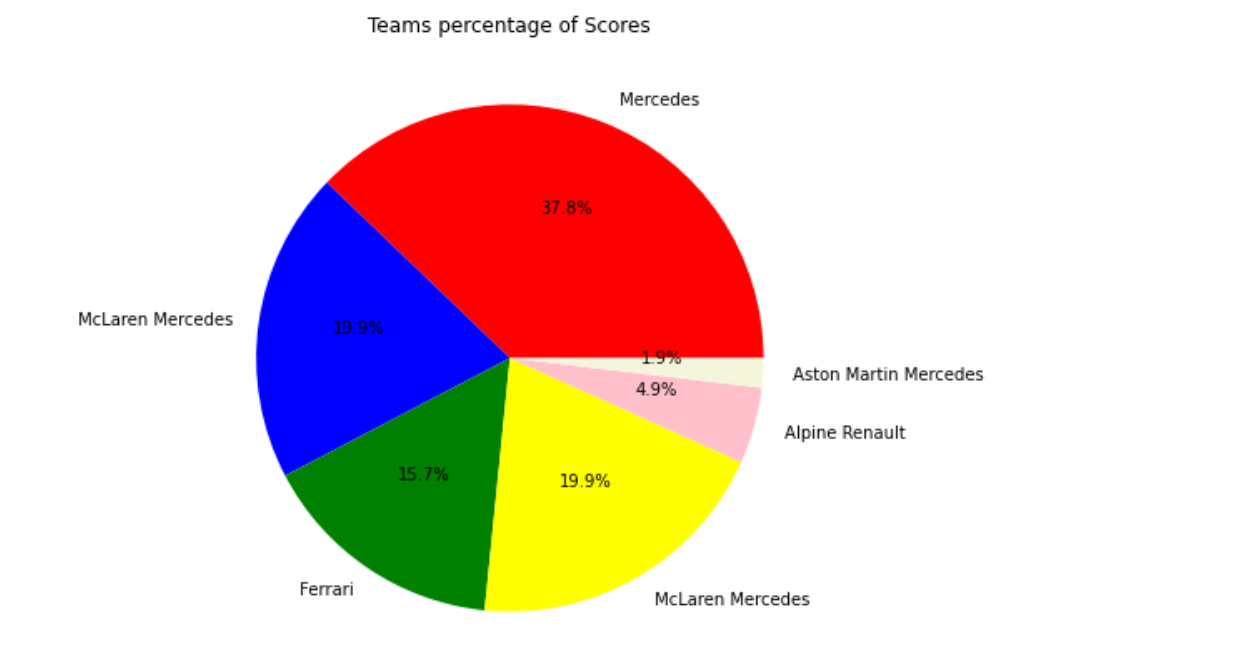 Teams percentage of Scores
Mercedes
37.8%
McLaren Mercedes
19.9%
1.9%
Aston Martin Mercedes
4.9%
Alpine Renault
15.7%
19.9%
Ferrari
McLaren Mercedes